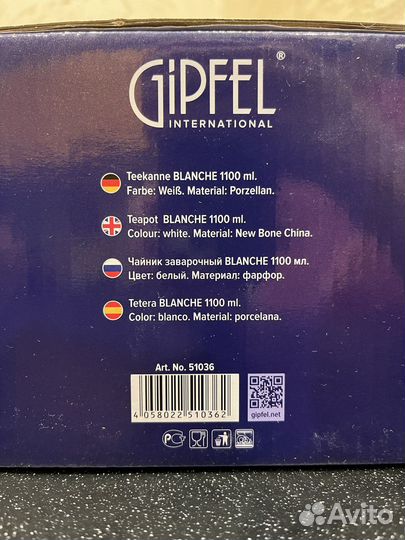 GIPFEL®
INTERNATIONAL
Teekanne BLANCHE 1100 ml.
Farbe: Weiß. Material: Porzellan.
Teapot BLANCHE 1100 ml.
Colour: white. Material: New Bone China.
Чайник заварочный BLANCHE 1100 мл.
Цвет: белый. Материал: фарфор.
Tetera BLANCHE 1100 ml.
Color: blanco. Material: porcelana.
Art. No. 51036
4 058022 510362
gipfel.net
Avito